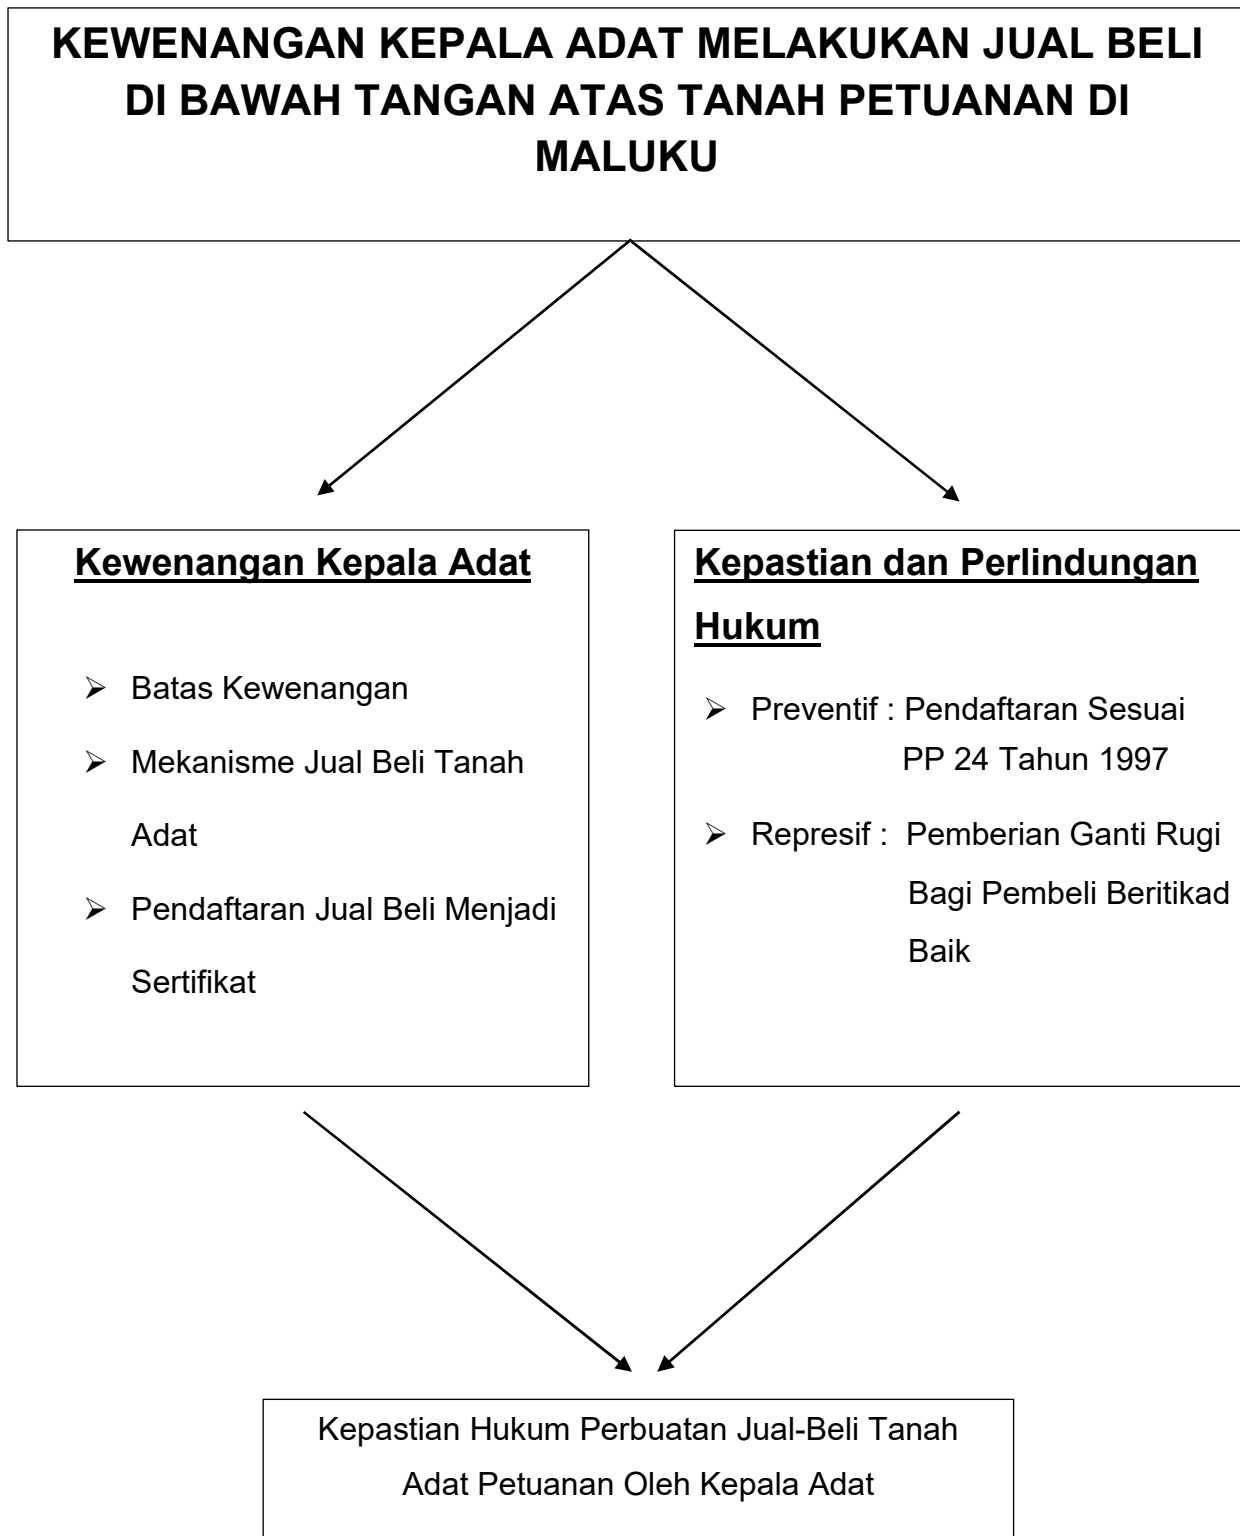 KEWENANGAN KEPALA ADAT MELAKUKAN JUAL BELI
DI BAWAH TANGAN ATAS TANAH PETUANAN DI
MALUKU
Kewenangan Kepala Adat
➢ Batas Kewenangan
➢ Mekanisme Jual Beli Tanah
Adat
➢ Pendaftaran Jual Beli Menjadi
Sertifikat
Kepastian dan Perlindungan
Hukum
➢ Preventif : Pendaftaran Sesuai
PP 24 Tahun 1997
➢ Represif : Pemberian Ganti Rugi
Bagi Pembeli Beritikad
Baik
Kepastian Hukum Perbuatan Jual-Beli Tanah
Adat Petuanan Oleh Kepala Adat